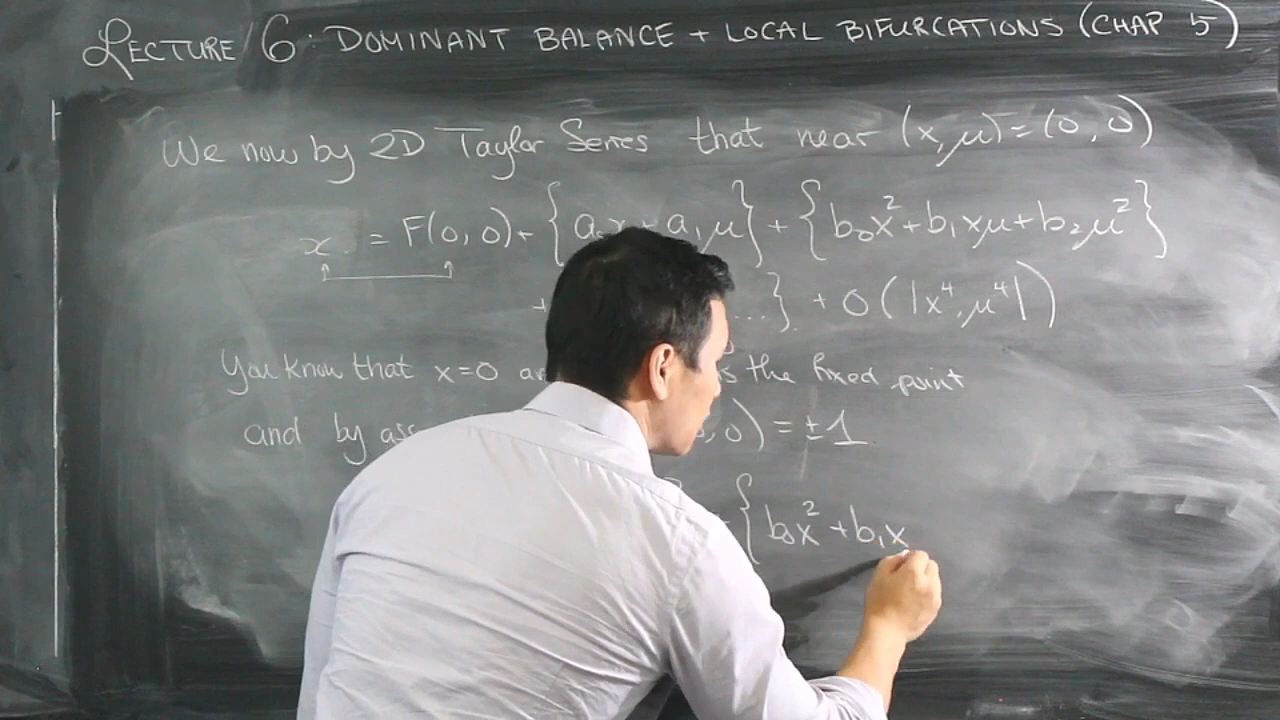 LECTURE 6: DOMINANT BALANCE + LOCAL BIFURCATIONS (CHAP 5)
We now by 2D Taylor Series that near (x, μ) = (0, 0)
x = F(0, 0) + { a₀x + a₁μ } + { b₀x² + b₁xμ + b₂μ² }
+ ...} + O(|x⁴, μ⁴|)
You know that x=0 the fixed point
and by , 0) = ±1
{ b₀x² + b₁x